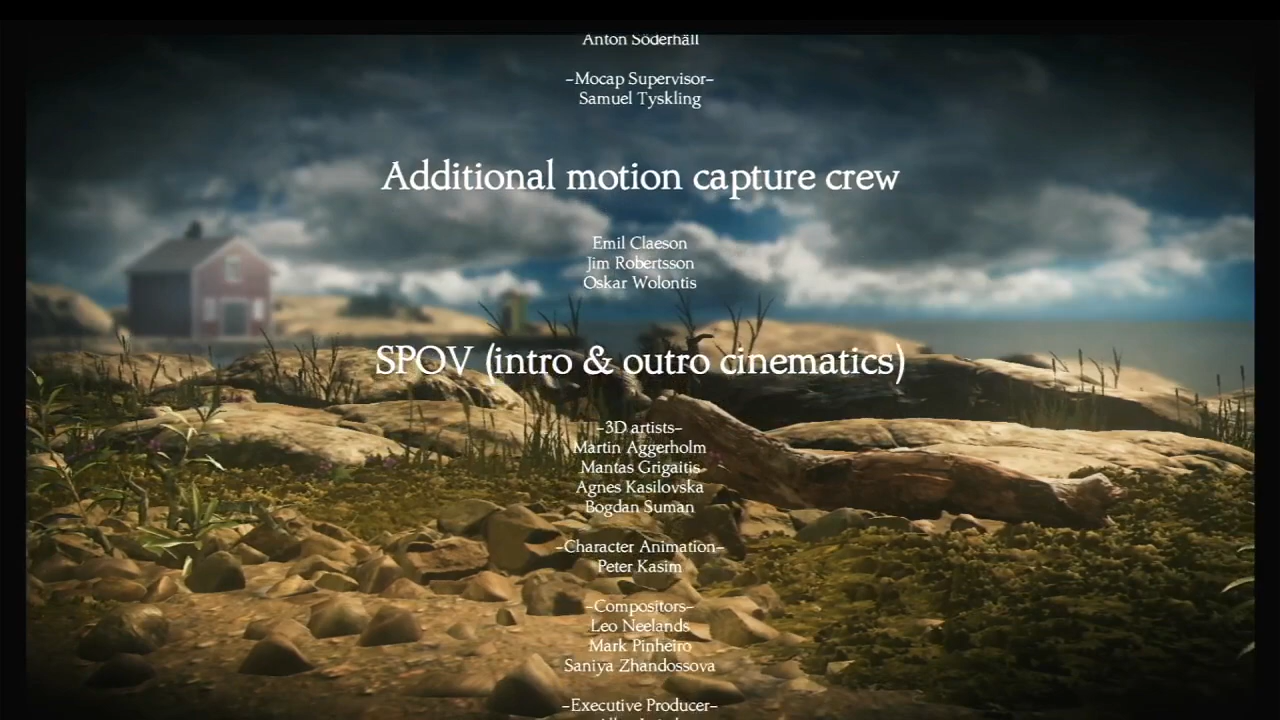 Anton Söderhäll
–Mocap Supervisor–
Samuel Tyskling
Additional motion capture crew
Emil Claeson
Jim Robertsson
Oskar Wolontis
SPOV (intro & outro cinematics)
–3D artists–
Martin Aggerholm
Mantas Grigaitis
Agnes Kasilovska
Bogdan Suman
–Character Animation–
Peter Kasim
–Compositors–
Leo Neelands
Mark Pinheiro
Saniya Zhandossova
–Executive Producer–